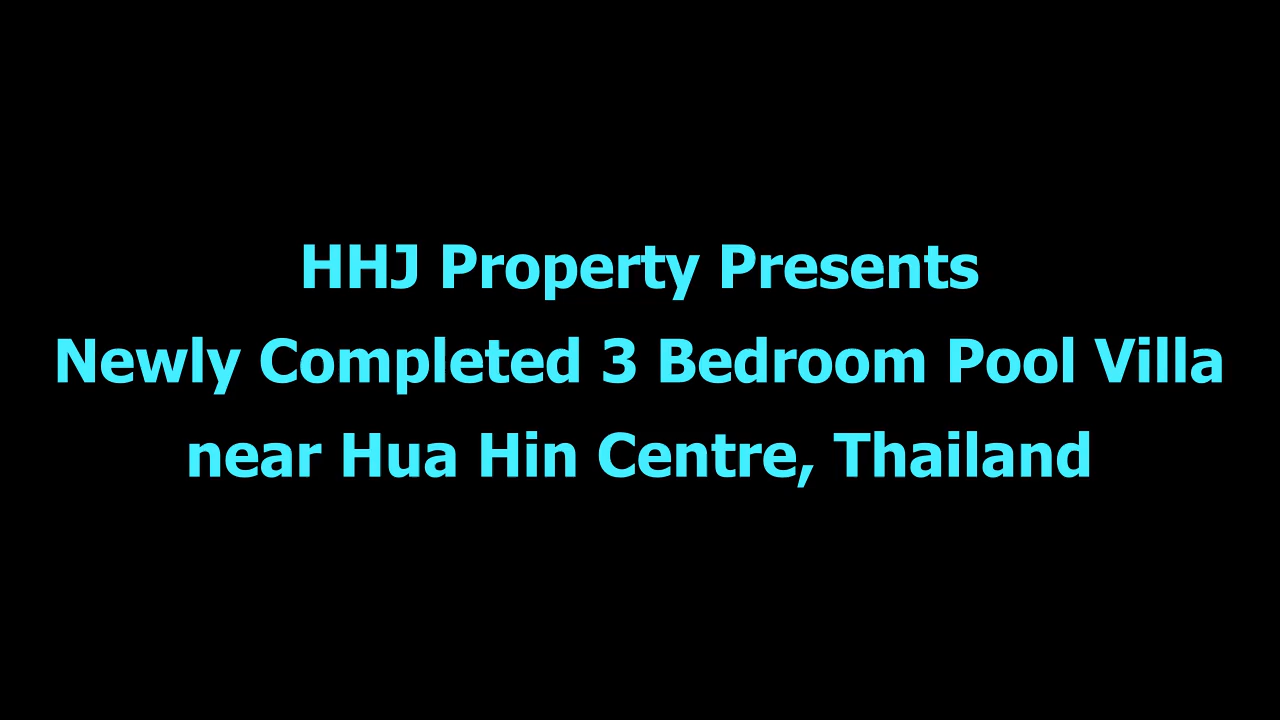 HHJ Property Presents
Newly Completed 3 Bedroom Pool Villa
near Hua Hin Centre, Thailand